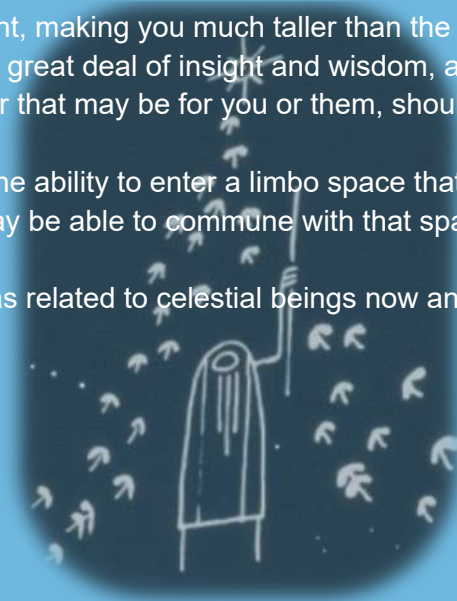 nt, making you much taller than the
great deal of insight and wisdom, a
r that may be for you or them, shou
he ability to enter a limbo space that
ay be able to commune with that spa
s related to celestial beings now an